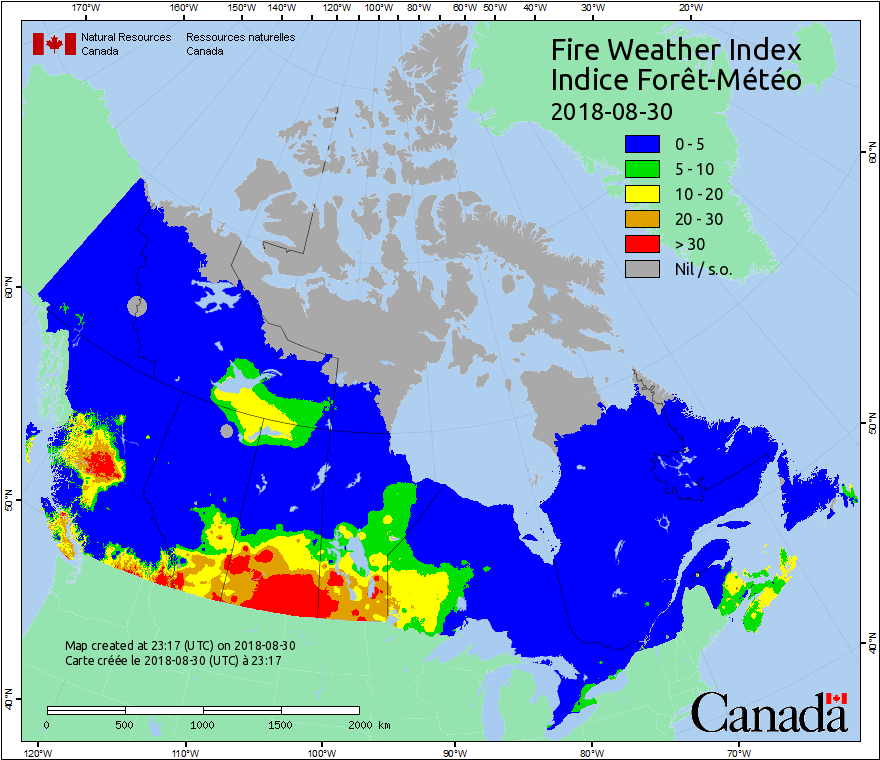 170°W 160°W 150°W 140°W 130°W 120°W 110°W 100°W 90°W 80°W 70°W 60°W 50°W 40°W 30°W 20°W
Natural Resources Canada
Ressources naturelles Canada
Fire Weather Index
Indice Forêt-Météo
2018-08-30
0 - 5
5 - 10
10 - 20
20 - 30
> 30
Nil / s.o.
60°N
60°N
50°N
50°N
40°N
40°N
Map created at 23:17 (UTC) on 2018-08-30
Carte créée le 2018-08-30 (UTC) à 23:17
0 500 1000 1500 2000 km
Canada
120°W 110°W 100°W 90°W 80°W 70°W